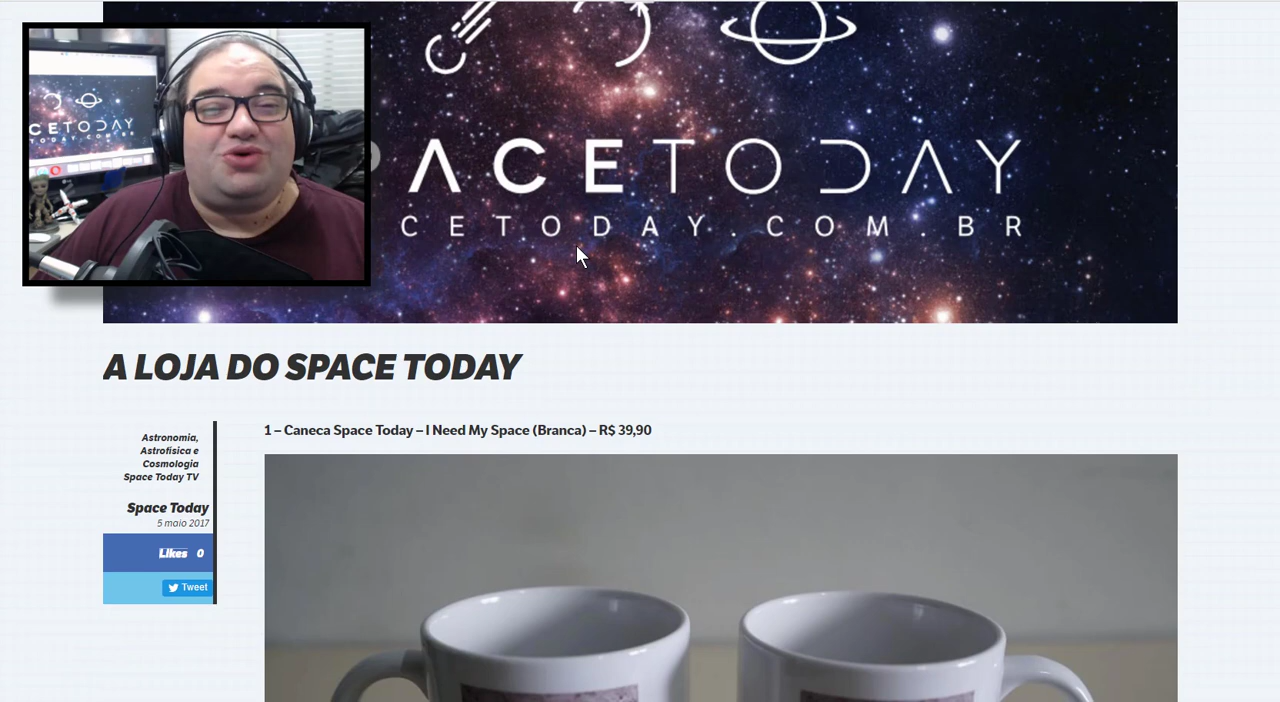 ACETODAY
CETODAY.COM.BR
CETODAY
A LOJA DO SPACE TODAY
Astronomia,
Astrofísica e
Cosmologia
Space Today TV
Space Today
5 maio 2017
Likes 0
Tweet
1 – Caneca Space Today – I Need My Space (Branca) – R$ 39,90